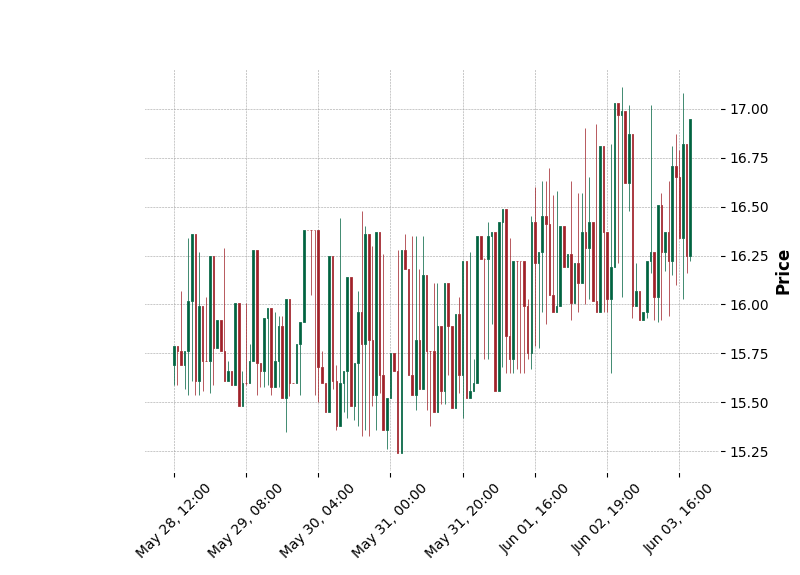 17.00
16.75
16.50
16.25
16.00
15.75
15.50
15.25
Price
May 28, 12:00
May 29, 08:00
May 30, 04:00
May 31, 00:00
May 31, 20:00
Jun 01, 16:00
Jun 02, 19:00
Jun 03, 16:00